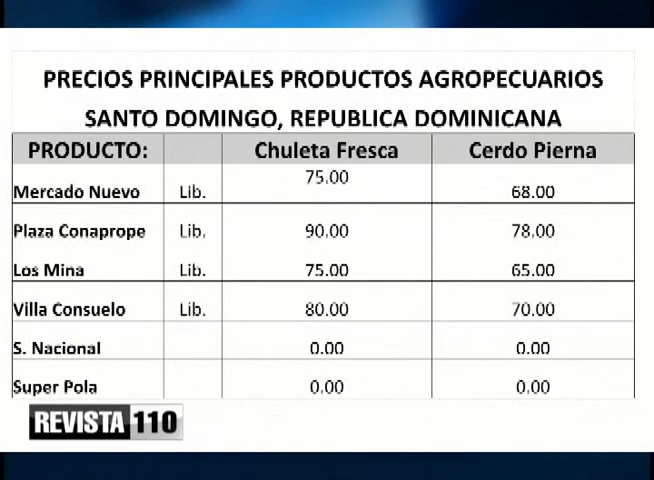 PRECIOS PRINCIPALES PRODUCTOS AGROPECUARIOS
SANTO DOMINGO, REPUBLICA DOMINICANA
PRODUCTO: Chuleta Fresca Cerdo Pierna
Mercado Nuevo Lib. 75.00 68.00
Plaza Conaprope Lib. 90.00 78.00
Los Mina Lib. 75.00 65.00
Villa Consuelo Lib. 80.00 70.00
S. Nacional 0.00 0.00
Super Pola 0.00 0.00
REVISTA 110